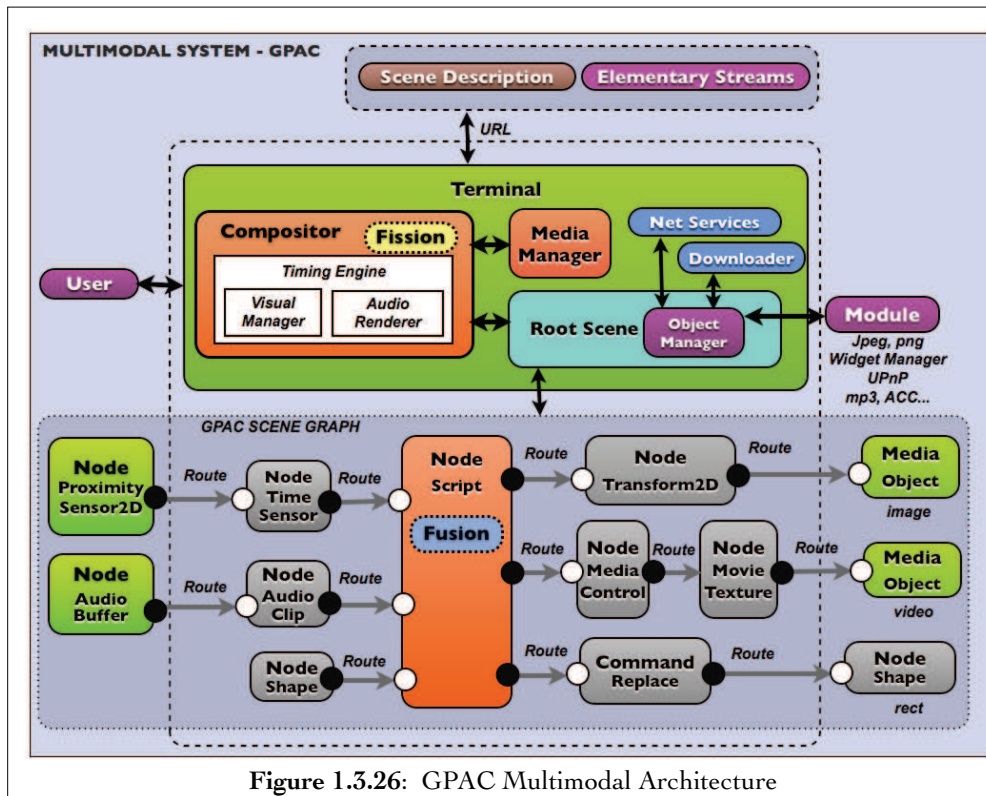 MULTIMODAL SYSTEM - GPAC
Scene Description
Elementary Streams
URL
Terminal
Compositor
Fission
Timing Engine
Visual
Manager
Audio
Renderer
Media
Manager
Net Services
Downloader
Root Scene
Object
Manager
User
Module
Jpeg, png
Widget Manager
UPnP
mp3, ACC...
GPAC SCENE GRAPH
Node
Proximity
Sensor2D
Route
Node
Time
Sensor
Route
Node
Script
Fusion
Route
Node
Transform2D
Route
Media
Object
image
Node
Audio
Buffer
Route
Node
Audio
Clip
Route
Route
Node
Media
Control
Route
Node
Movie
Texture
Route
Media
Object
video
Node
Shape
Route
Route
Command
Replace
Route
Node
Shape
rect
Figure 1.3.26: GPAC Multimodal Architecture